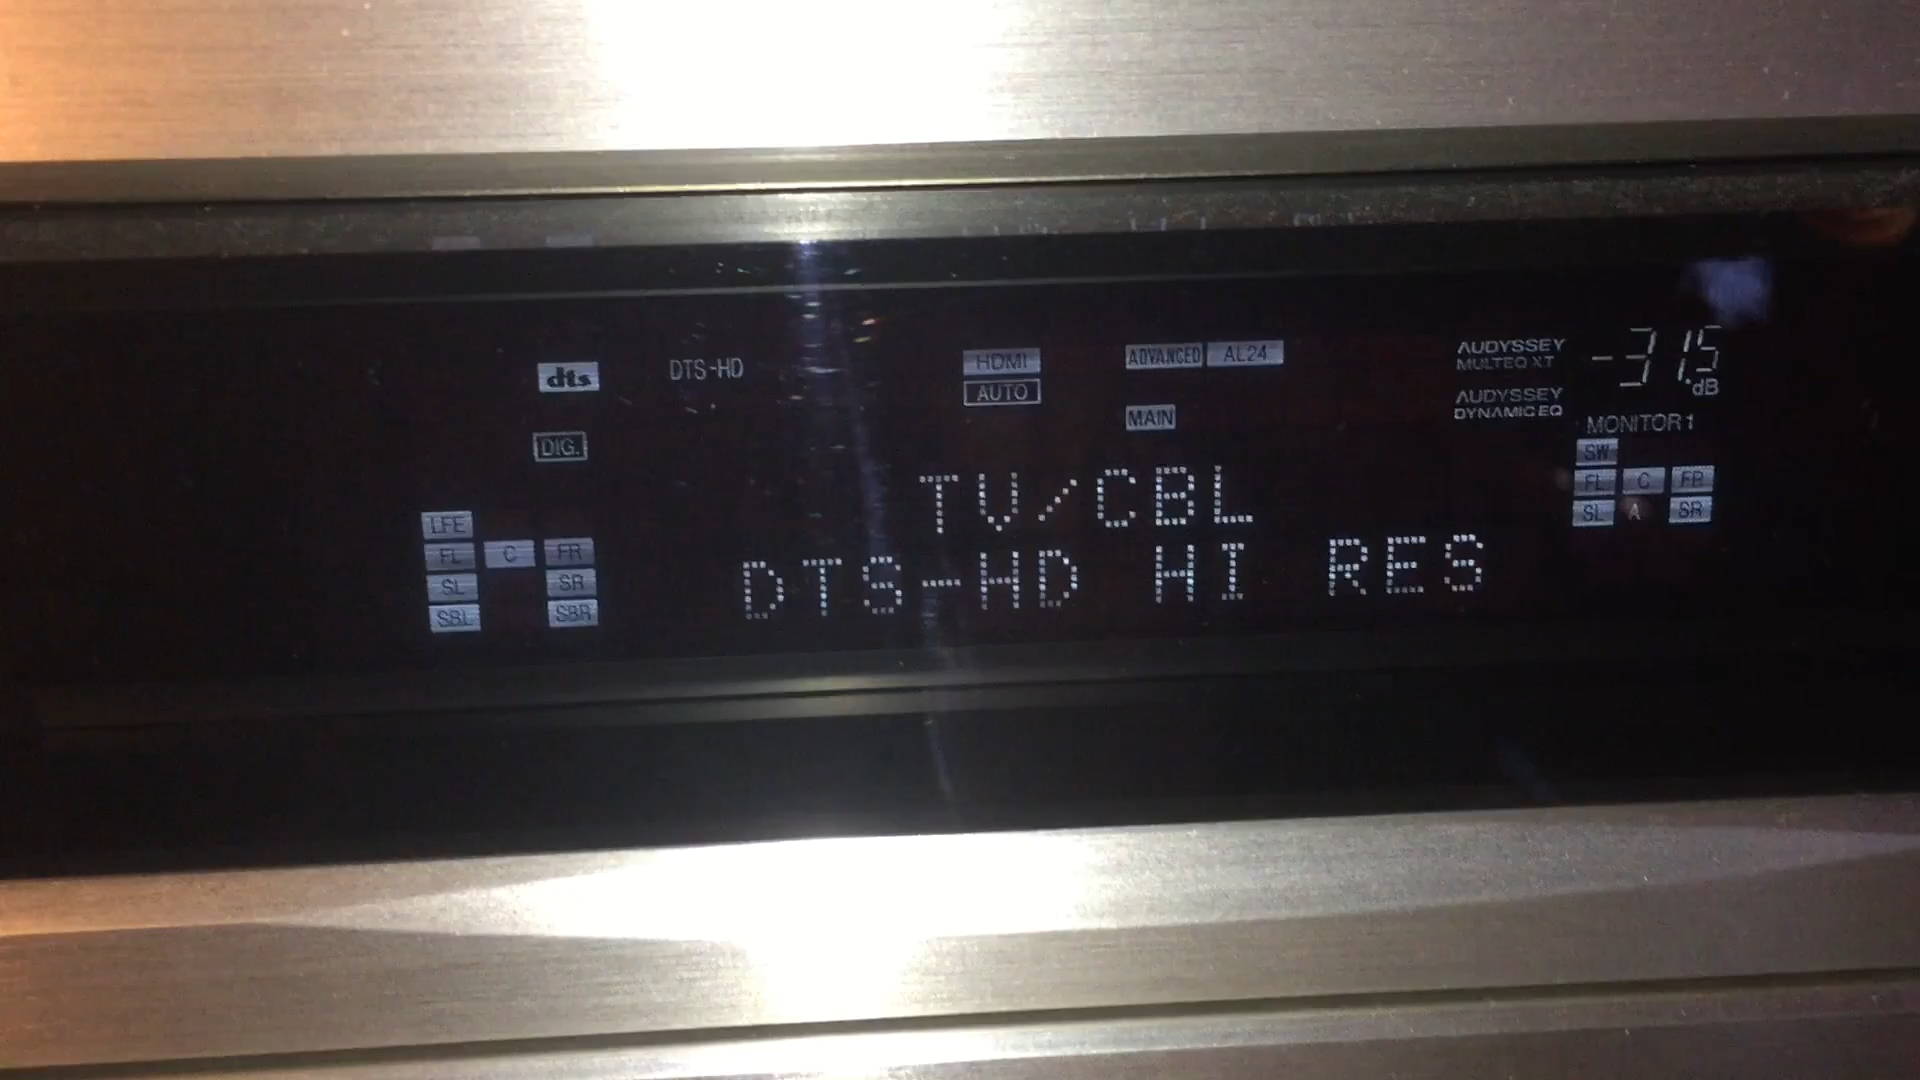 dts DTS-HD HDMI ADVANCED AL24 AUDYSSEY MULTEQ XT -31.5 dB
AUTO
MAIN AUDYSSEY DYNAMIC EQ
DIG. MONITOR 1
TV/CBL
DTS-HD HI RES
LFE
FL C FR
SL SR
SBL SBR
SW
FL C FR
SL A SR